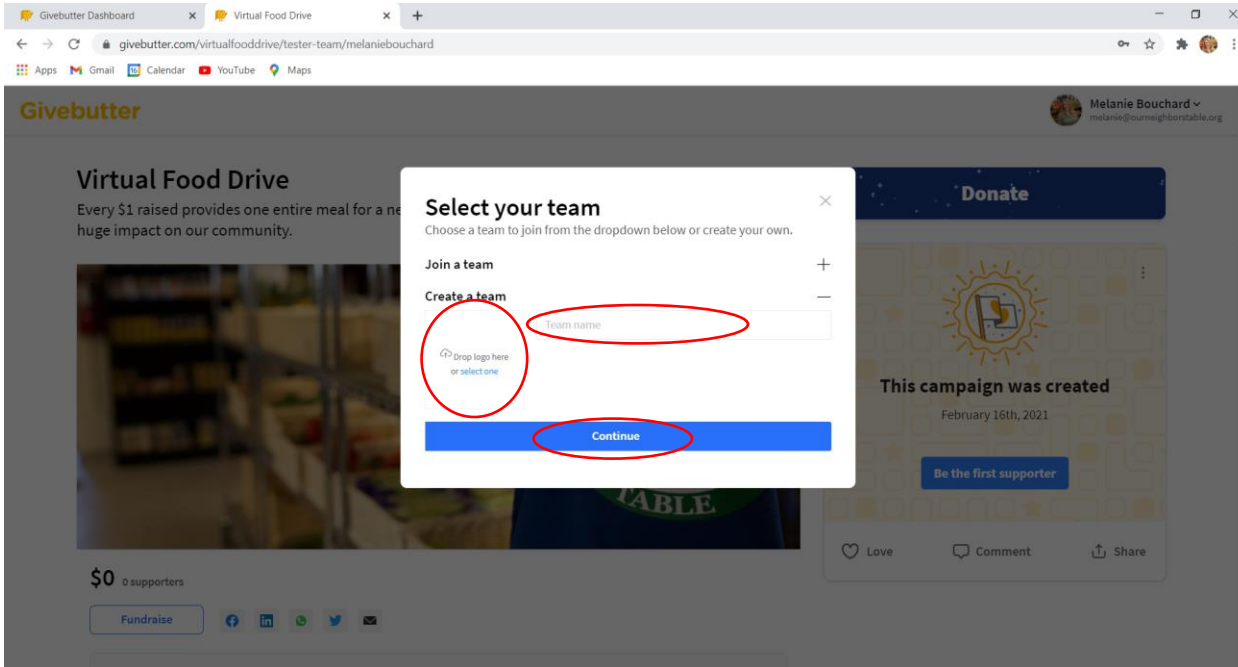 Givebutter Dashboard
Virtual Food Drive
givebutter.com/virtualfooddrive/tester-team/melaniebouchard
Apps Gmail 16 Calendar YouTube Maps
Givebutter
Melanie Bouchard
melanie@ourneighborstable.org
Virtual Food Drive
Every $1 raised provides one entire meal for a ne
huge impact on our community.
Select your team
Choose a team to join from the dropdown below or create your own.
Join a team
Create a team
Team name
Drop logo here
or select one
Continue
TABLE
$0 0 supporters
Fundraise
in
Donate
This campaign was created
February 16th, 2021
Be the first supporter
Love Comment Share